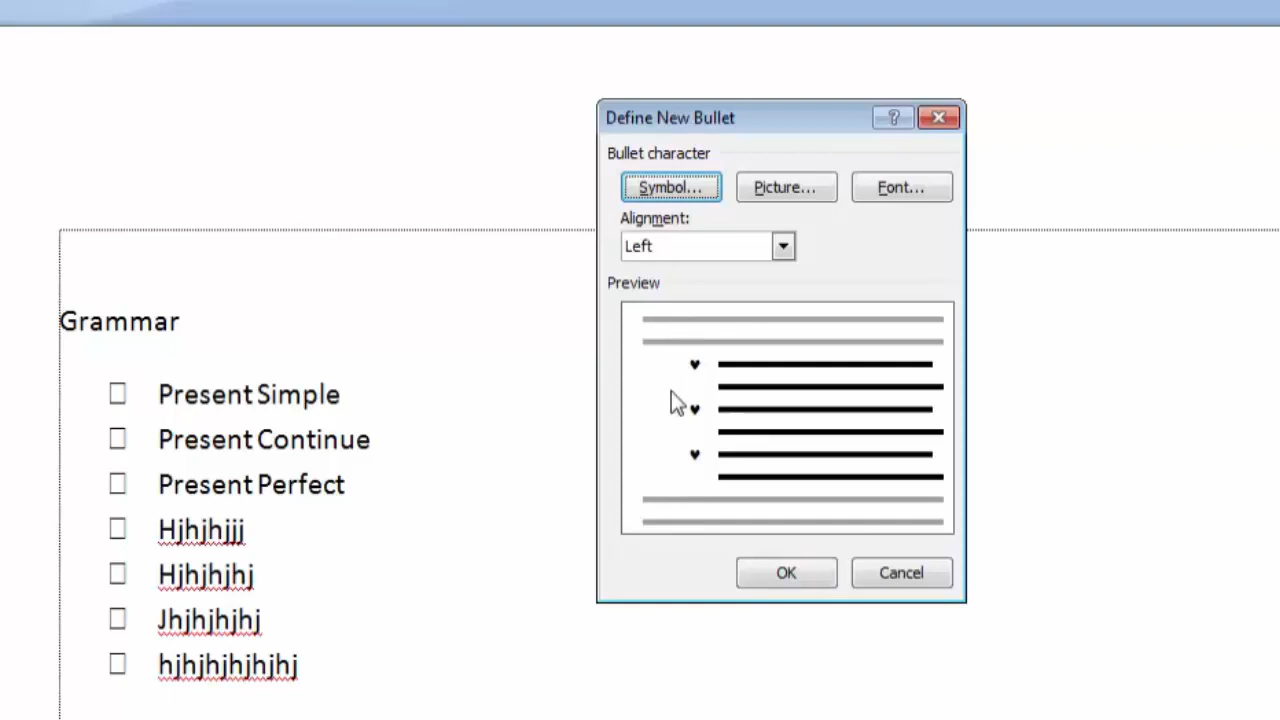 Define New Bullet
Bullet character
Symbol...
Picture...
Font...
Alignment:
Left
Preview
OK
Cancel
Grammar
Present Simple
Present Continue
Present Perfect
Hjhjhjjj
Hjhjhjhj
Jhjhjhjhj
hjhjhjhjhjhj